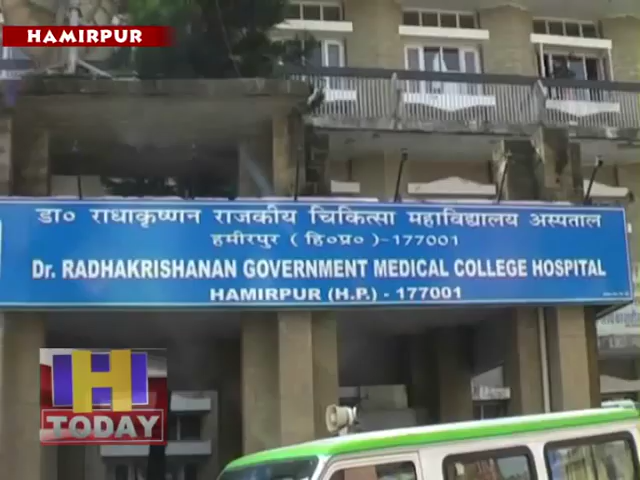 HAMIRPUR
डा० राधाकृष्णन राजकीय चिकित्सा महाविद्यालय अस्पताल
हमीरपुर ( हि०प्र० )-177001
Dr. RADHAKRISHANAN GOVERNMENT MEDICAL COLLEGE HOSPITAL
HAMIRPUR (H.P.) - 177001
H
TODAY